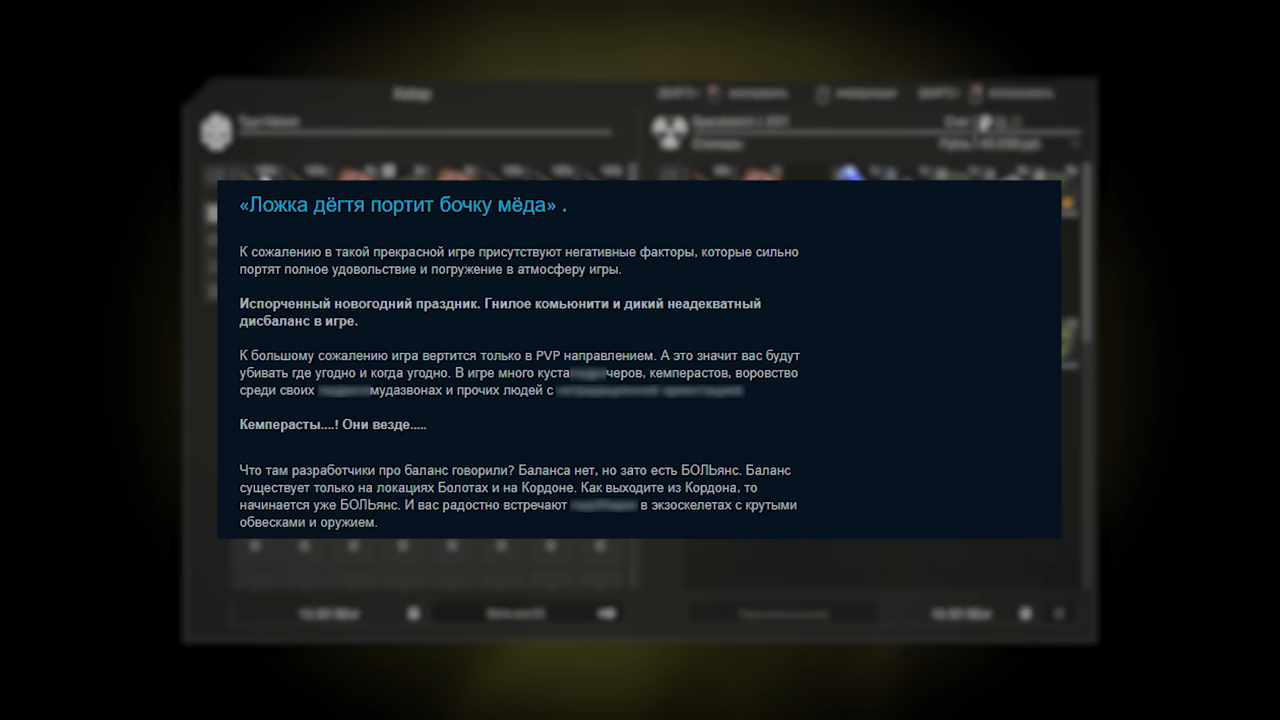 «Ложка дёгтя портит бочку мёда» .
К сожалению в такой прекрасной игре присутствуют негативные факторы, которые сильно
портят полное удовольствие и погружение в атмосферу игры.
Испорченный новогодний праздник. Гнилое комьюнити и дикий неадекватный
дисбаланс в игре.
К большому сожалению игра вертится только в PVP направлением. А это значит вас будут
убивать где угодно и когда угодно. В игре много куста черов, кемперастов, воровство
среди своих мудазвонах и прочих людей с
Кемперасты....! Они везде.....
Что там разработчики про баланс говорили? Баланса нет, но зато есть БОЛЬянс. Баланс
существует только на локациях Болотах и на Кордоне. Как выходите из Кордона, то
начинается уже БОЛЬянс. И вас радостно встречают в экзоскелетах с крутыми
обвесками и оружием.